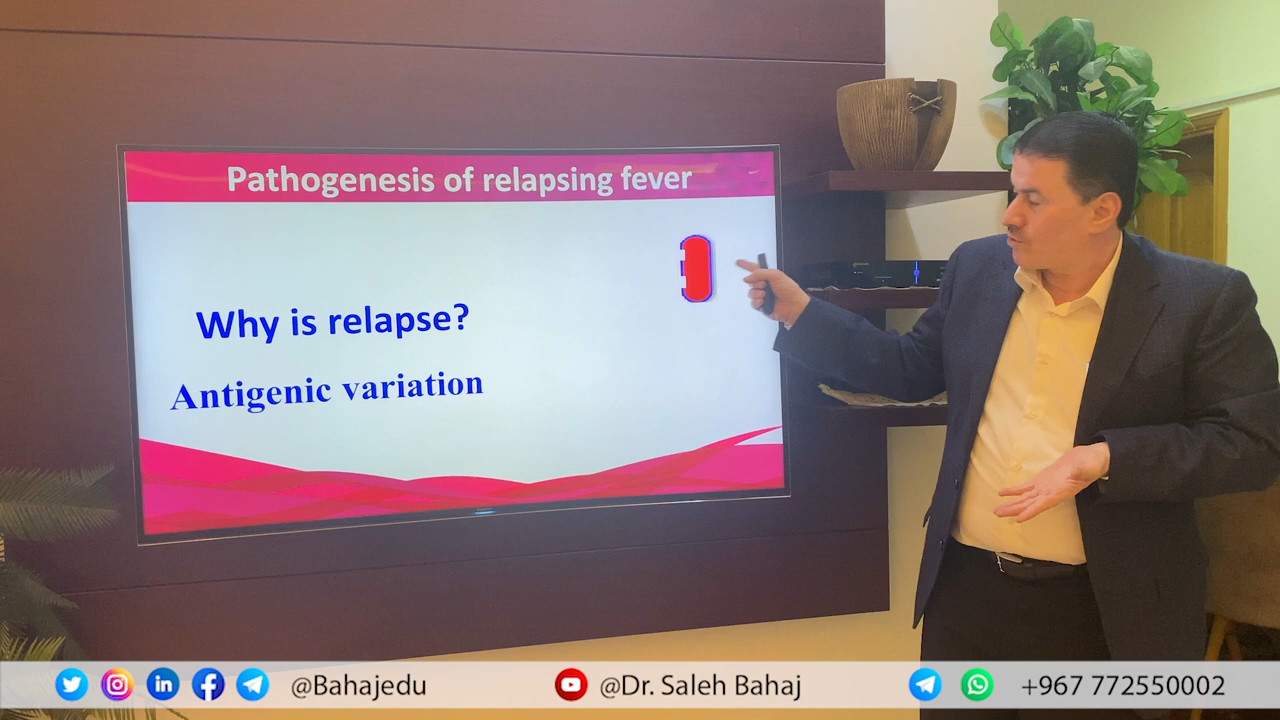 Pathogenesis of relapsing fever
Why is relapse?
Antigenic variation
@Bahajedu
@Dr. Saleh Bahaj
+967 772550002